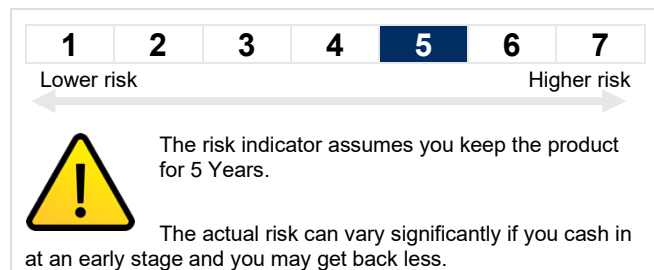 1 2 3 4 5 6 7
Lower risk Higher risk
The risk indicator assumes you keep the product
for 5 Years.
The actual risk can vary significantly if you cash in
at an early stage and you may get back less.